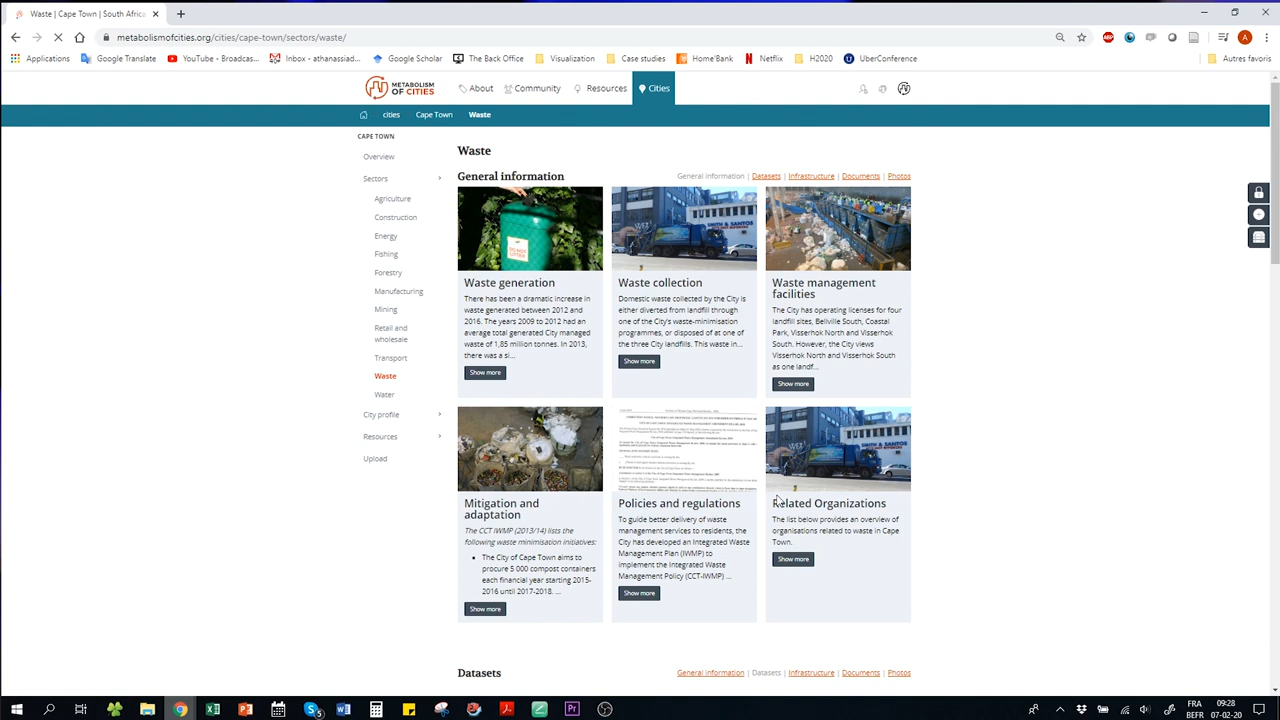 Waste | Cape Town | South Africa
metabolismofcities.org/cities/cape-town/sectors/waste/
Applications
Google Translate
YouTube - Broadcas...
Inbox - athanassiad...
Google Scholar
The Back Office
Visualization
Case studies
Home'Bank
Netflix
H2020
UberConference
Autres favoris
METABOLISM
OF CITIES
About
Community
Resources
Cities
cities
Cape Town
Waste
CAPE TOWN
Overview
Sectors
Agriculture
Construction
Energy
Fishing
Forestry
Manufacturing
Mining
Retail and
wholesale
Transport
Waste
Water
City profile
Resources
Upload
Waste
General information
General information | Datasets | Infrastructure | Documents | Photos
Waste generation
There has been a dramatic increase in
waste generated between 2012 and
2016. The years 2009 to 2012 had an
average total generated City managed
waste of 1,85 million tonnes. In 2013,
there was a si...
Show more
SMITH & SANTOS
Waste collection
Domestic waste collected by the City is
either diverted from landfill through
one of the City's waste-minimisation
programmes, or disposed of at one of
the three City landfills. This waste in...
Show more
Waste management
facilities
The City has operating licenses for four
landfill sites, Bellville South, Coastal
Park, Visserhok North and Visserhok
South. However, the City views
Visserhok North and Visserhok South
as one landf...
Show more
Mitigation and
adaptation
The CCT IWMP (2013/14) lists the
following waste minimisation initiatives:
• The City of Cape Town aims to
procure 5 000 compost containers
each financial year starting 2015-
2016 until 2017-2018. ...
Show more
Policies and regulations
To guide better delivery of waste
management services to residents, the
City has developed an Integrated Waste
Management Plan (IWMP) to
implement the Integrated Waste
Management Policy (CCT-IWMP) ...
Show more
SMITH & SANTOS
Related Organizations
The list below provides an overview of
organisations related to waste in Cape
Town.
Show more
Datasets
General information | Datasets | Infrastructure | Documents | Photos
FRA
BEFR
09:28
07-02-20